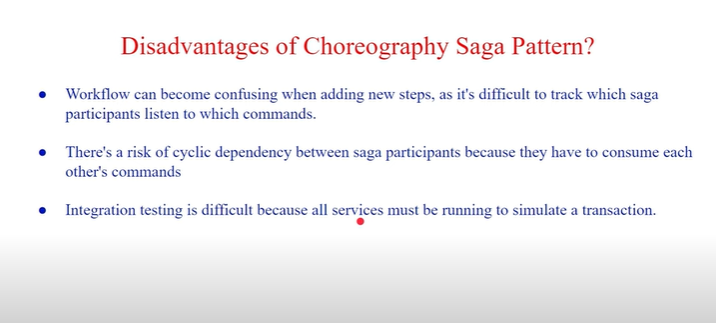 Disadvantages of Choreography Saga Pattern?
● Workflow can become confusing when adding new steps, as it's difficult to track which saga
participants listen to which commands.
● There's a risk of cyclic dependency between saga participants because they have to consume each
other's commands
● Integration testing is difficult because all services must be running to simulate a transaction.